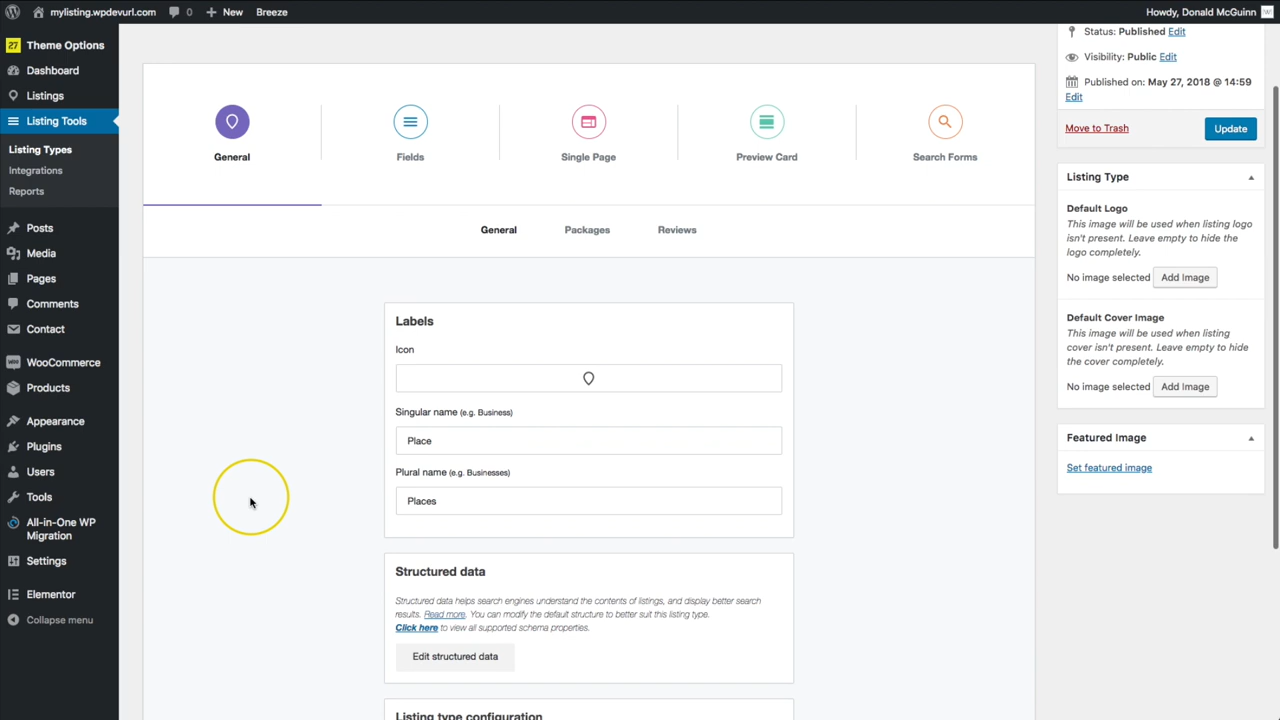 mylisting.wpdevurl.com 0 + New Breeze Howdy, Donald McGuinn
27 Theme Options
Dashboard
Listings
Listing Tools
Listing Types
Integrations
Reports
Posts
Media
Pages
Comments
Contact
WooCommerce
Products
Appearance
Plugins
Users
Tools
All-in-One WP
Migration
Settings
Elementor
Collapse menu
General Fields Single Page Preview Card Search Forms
General Packages Reviews
Labels
Icon
Singular name (e.g. Business)
Place
Plural name (e.g. Businesses)
Places
Structured data
Structured data helps search engines understand the contents of listings, and display better search
results. Read more. You can modify the default structure to better suit this listing type.
Click here to view all supported schema properties.
Edit structured data
Listing type configuration
Status: Published Edit
Visibility: Public Edit
Published on: May 27, 2018 @ 14:59
Edit
Move to Trash Update
Listing Type
Default Logo
This image will be used when listing logo
isn't present. Leave empty to hide the
logo completely.
No image selected Add Image
Default Cover Image
This image will be used when listing
cover isn't present. Leave empty to hide
the cover completely.
No image selected Add Image
Featured Image
Set featured image